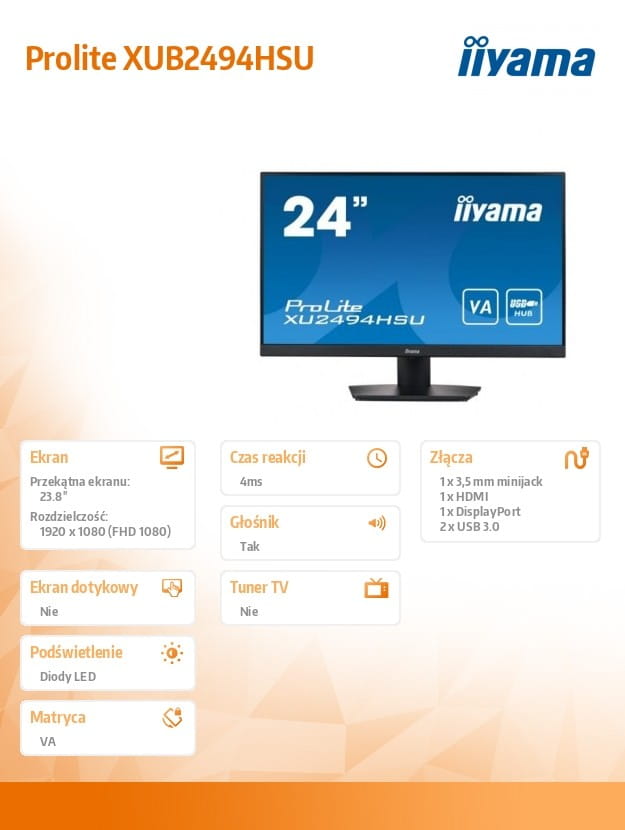 Prolite XUB2494HSU
iiyama
24”
iiyama
ProLite
XU2494HSU
VA
USB
HUB
iiyama
Ekran
Przekątna ekranu:
23.8"
Rozdzielczość:
1920 x 1080 (FHD 1080)
Czas reakcji
4ms
Głośnik
Tak
Złącza
1 x 3,5 mm minijack
1 x HDMI
1 x DisplayPort
2 x USB 3.0
Ekran dotykowy
Nie
Tuner TV
Nie
Podświetlenie
Diody LED
Matryca
VA